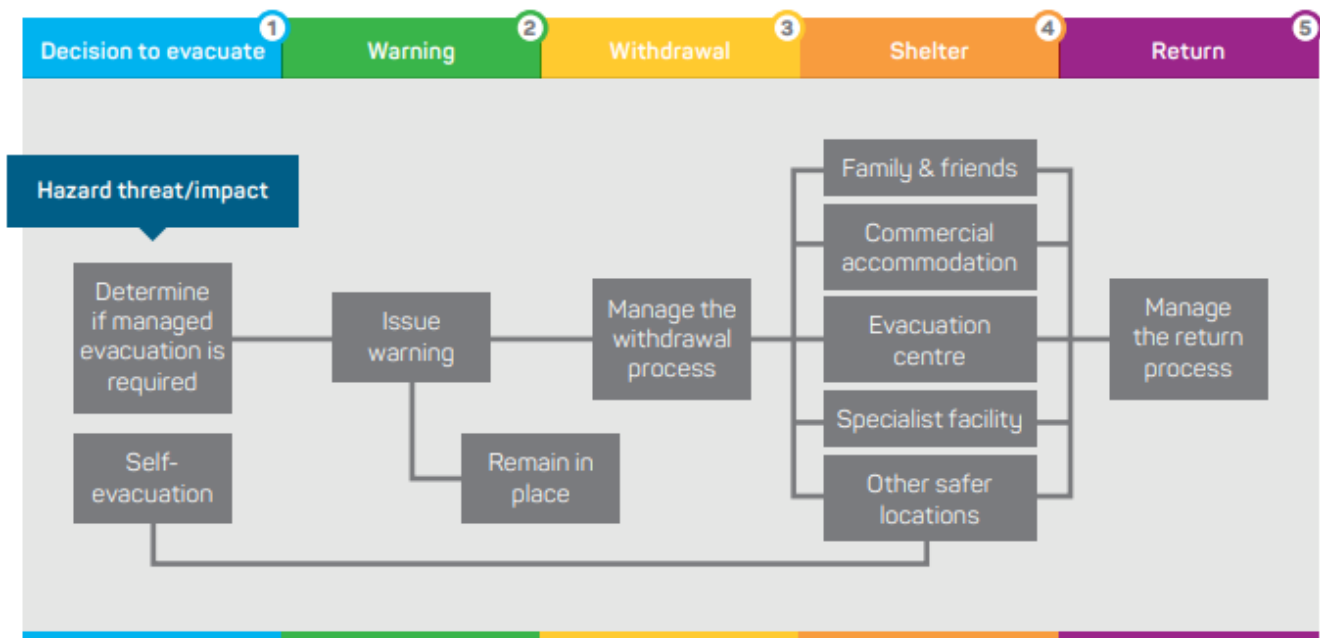 1
2
3
4
5
Decision to evacuate
Warning
Withdrawal
Shelter
Return
Hazard threat/impact
Determine
if managed
evacuation is
required
Self-
evacuation
Issue
warning
Remain in
place
Manage the
withdrawal
process
Family & friends
Commercial
accommodation
Evacuation
centre
Specialist facility
Other safer
locations
Manage
the return
process